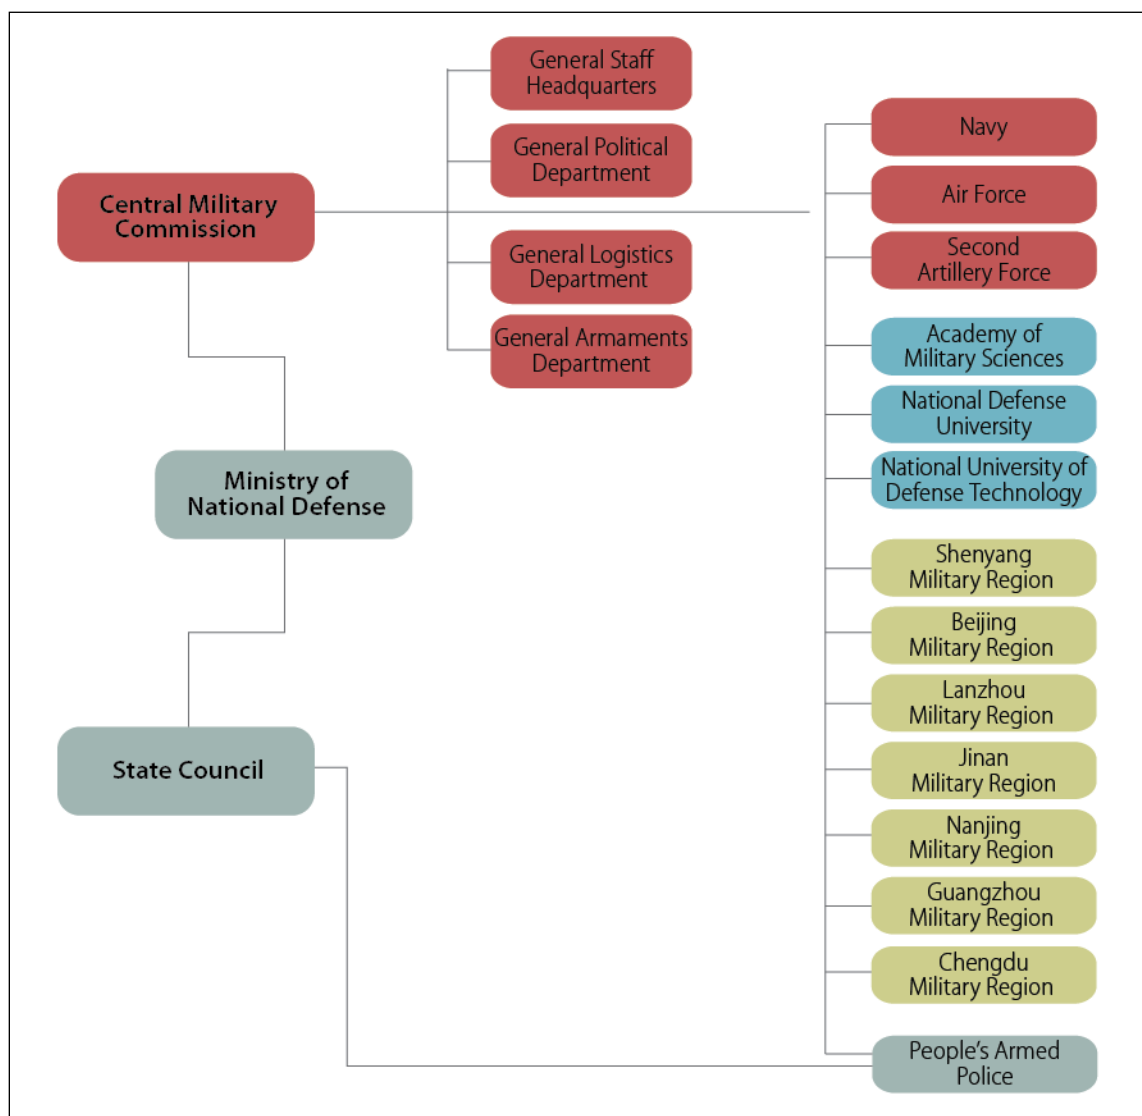 Central Military
Commission
Ministry of
National Defense
State Council
General Staff
Headquarters
General Political
Department
General Logistics
Department
General Armaments
Department
Navy
Air Force
Second
Artillery Force
Academy of
Military Sciences
National Defense
University
National University of
Defense Technology
Shenyang
Military Region
Beijing
Military Region
Lanzhou
Military Region
Jinan
Military Region
Nanjing
Military Region
Guangzhou
Military Region
Chengdu
Military Region
People’s Armed
Police